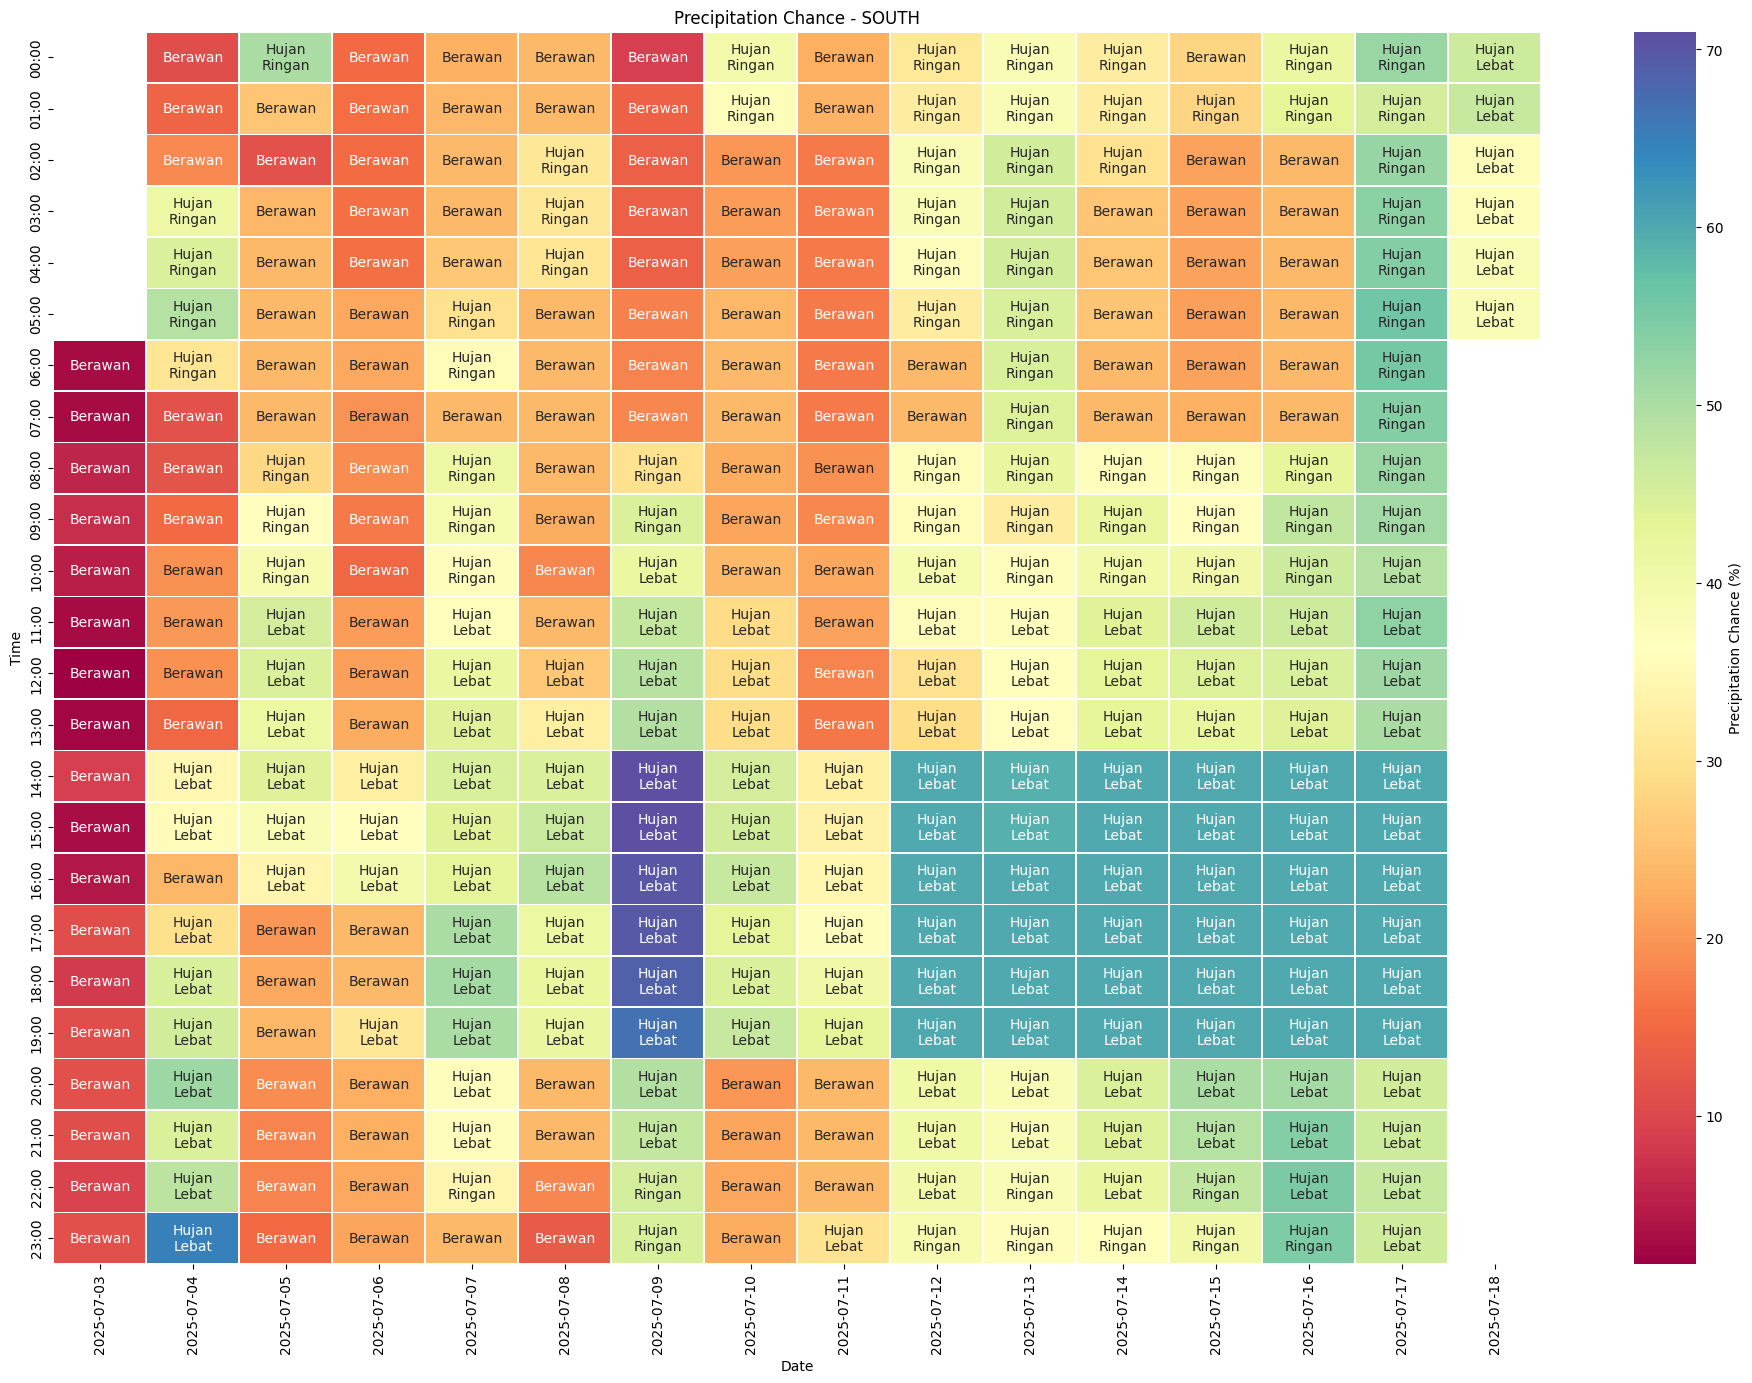 Precipitation Chance - SOUTH
00:00 Berawan Hujan Ringan Berawan Berawan Berawan Berawan Hujan Ringan Berawan Hujan Ringan Hujan Ringan Hujan Ringan Berawan Hujan Ringan Hujan Ringan Hujan Lebat
01:00 Berawan Berawan Berawan Berawan Berawan Berawan Hujan Ringan Berawan Hujan Ringan Hujan Ringan Hujan Ringan Hujan Ringan Hujan Ringan Hujan Ringan Hujan Lebat
02:00 Berawan Berawan Berawan Berawan Hujan Ringan Berawan Berawan Berawan Hujan Ringan Hujan Ringan Hujan Ringan Berawan Berawan Hujan Ringan Hujan Lebat
03:00 Hujan Ringan Berawan Berawan Berawan Hujan Ringan Berawan Berawan Berawan Hujan Ringan Hujan Ringan Berawan Berawan Berawan Hujan Ringan Hujan Lebat
04:00 Hujan Ringan Berawan Berawan Berawan Hujan Ringan Berawan Berawan Berawan Hujan Ringan Hujan Ringan Berawan Berawan Berawan Hujan Ringan Hujan Lebat
05:00 Hujan Ringan Berawan Berawan Hujan Ringan Berawan Berawan Berawan Berawan Hujan Ringan Hujan Ringan Berawan Berawan Berawan Hujan Ringan Hujan Lebat
06:00 Berawan Hujan Ringan Berawan Berawan Hujan Ringan Berawan Berawan Berawan Berawan Berawan Hujan Ringan Berawan Berawan Berawan Hujan Ringan
07:00 Berawan Berawan Berawan Berawan Berawan Berawan Berawan Berawan Berawan Berawan Hujan Ringan Berawan Berawan Berawan Hujan Ringan
08:00 Berawan Berawan Hujan Ringan Berawan Hujan Ringan Berawan Hujan Ringan Berawan Berawan Hujan Ringan Hujan Ringan Hujan Ringan Hujan Ringan Hujan Ringan Hujan Ringan
09:00 Berawan Berawan Hujan Ringan Berawan Hujan Ringan Berawan Hujan Ringan Berawan Berawan Hujan Ringan Hujan Ringan Hujan Ringan Hujan Ringan Hujan Ringan Hujan Ringan
10:00 Berawan Berawan Hujan Ringan Berawan Hujan Ringan Berawan Hujan Lebat Berawan Berawan Hujan Lebat Hujan Ringan Hujan Ringan Hujan Ringan Hujan Ringan Hujan Lebat
11:00 Berawan Berawan Hujan Lebat Berawan Hujan Lebat Berawan Hujan Lebat Hujan Lebat Berawan Hujan Lebat Hujan Lebat Hujan Lebat Hujan Lebat Hujan Lebat Hujan Lebat
12:00 Berawan Berawan Hujan Lebat Berawan Hujan Lebat Hujan Lebat Hujan Lebat Hujan Lebat Berawan Hujan Lebat Hujan Lebat Hujan Lebat Hujan Lebat Hujan Lebat Hujan Lebat
13:00 Berawan Berawan Hujan Lebat Berawan Hujan Lebat Hujan Lebat Hujan Lebat Hujan Lebat Berawan Hujan Lebat Hujan Lebat Hujan Lebat Hujan Lebat Hujan Lebat Hujan Lebat
14:00 Berawan Hujan Lebat Hujan Lebat Hujan Lebat Hujan Lebat Hujan Lebat Hujan Lebat Hujan Lebat Hujan Lebat Hujan Lebat Hujan Lebat Hujan Lebat Hujan Lebat Hujan Lebat Hujan Lebat
15:00 Berawan Hujan Lebat Hujan Lebat Hujan Lebat Hujan Lebat Hujan Lebat Hujan Lebat Hujan Lebat Hujan Lebat Hujan Lebat Hujan Lebat Hujan Lebat Hujan Lebat Hujan Lebat Hujan Lebat
16:00 Berawan Berawan Hujan Lebat Hujan Lebat Hujan Lebat Hujan Lebat Hujan Lebat Hujan Lebat Hujan Lebat Hujan Lebat Hujan Lebat Hujan Lebat Hujan Lebat Hujan Lebat Hujan Lebat
17:00 Berawan Hujan Lebat Berawan Berawan Hujan Lebat Hujan Lebat Hujan Lebat Hujan Lebat Hujan Lebat Hujan Lebat Hujan Lebat Hujan Lebat Hujan Lebat Hujan Lebat Hujan Lebat
18:00 Berawan Hujan Lebat Berawan Berawan Hujan Lebat Hujan Lebat Hujan Lebat Hujan Lebat Hujan Lebat Hujan Lebat Hujan Lebat Hujan Lebat Hujan Lebat Hujan Lebat Hujan Lebat
19:00 Berawan Hujan Lebat Berawan Hujan Lebat Hujan Lebat Hujan Lebat Hujan Lebat Hujan Lebat Hujan Lebat Hujan Lebat Hujan Lebat Hujan Lebat Hujan Lebat Hujan Lebat Hujan Lebat
20:00 Berawan Hujan Lebat Berawan Berawan Hujan Lebat Berawan Hujan Lebat Berawan Berawan Hujan Lebat Hujan Lebat Hujan Lebat Hujan Lebat Hujan Lebat Hujan Lebat
21:00 Berawan Hujan Lebat Berawan Berawan Hujan Lebat Berawan Hujan Lebat Berawan Berawan Hujan Lebat Hujan Lebat Hujan Lebat Hujan Lebat Hujan Lebat Hujan Lebat
22:00 Berawan Hujan Lebat Berawan Berawan Hujan Ringan Berawan Hujan Ringan Berawan Berawan Hujan Lebat Hujan Ringan Hujan Lebat Hujan Ringan Hujan Lebat Hujan Lebat
23:00 Berawan Hujan Lebat Berawan Berawan Berawan Berawan Hujan Ringan Berawan Hujan Lebat Hujan Ringan Hujan Ringan Hujan Ringan Hujan Ringan Hujan Ringan Hujan Lebat
Time
2025-07-03 2025-07-04 2025-07-05 2025-07-06 2025-07-07 2025-07-08 2025-07-09 2025-07-10 2025-07-11 2025-07-12 2025-07-13 2025-07-14 2025-07-15 2025-07-16 2025-07-17 2025-07-18
Date
70
60
50
40
30
20
10
Precipitation Chance (%)